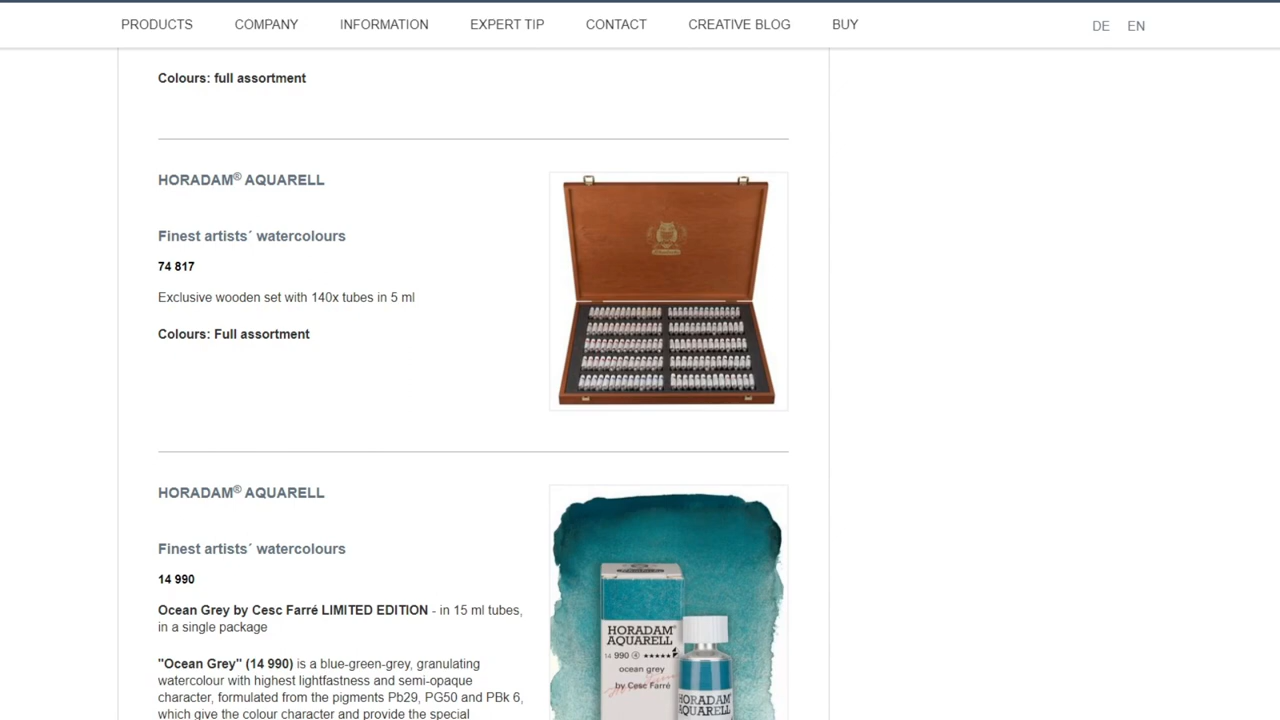 PRODUCTS COMPANY INFORMATION EXPERT TIP CONTACT CREATIVE BLOG BUY DE EN
Colours: full assortment
HORADAM® AQUARELL
Finest artists´ watercolours
74 817
Exclusive wooden set with 140x tubes in 5 ml
Colours: Full assortment
HORADAM® AQUARELL
Finest artists´ watercolours
14 990
Ocean Grey by Cesc Farré LIMITED EDITION - in 15 ml tubes,
in a single package
"Ocean Grey" (14 990) is a blue-green-grey, granulating
watercolour with highest lightfastness and semi-opaque
character, formulated from the pigments Pb29, PG50 and PBk 6,
which give the colour character and provide the special
HORADAM®
AQUARELL
14 990 ④ ★★★★★
ocean grey
by Cesc Farré
HORADAM®
AQUARELL